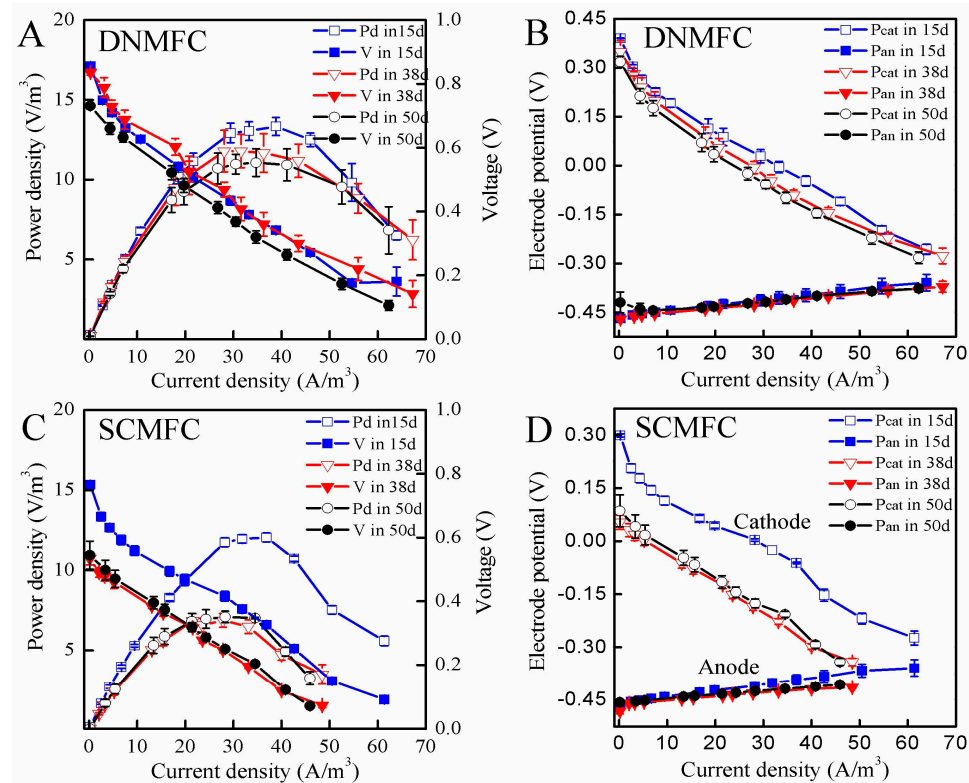 A
DNMFC
Pd in15d
V in 15d
Pd in 38d
V in 38d
Pd in 50d
V in 50d
20
15
10
5
Power density (V/m³)
1.0
0.8
0.6
0.4
0.2
0.0
Voltage (V)
0 10 20 30 40 50 60 70
Current density (A/m³)
B
DNMFC
Pcat in 15d
Pan in 15d
Pcat in 38d
Pan in 38d
Pcat in 50d
Pan in 50d
0.45
0.30
0.15
0.00
-0.15
-0.30
-0.45
Electrode potential (V)
0 10 20 30 40 50 60 70
Current density (A/m³)
C
SCMFC
Pd in15d
V in 15d
Pd in 38d
V in 38d
Pd in 50d
V in 50d
20
15
10
5
Power density (V/m³)
1.0
0.8
0.6
0.4
0.2
0.0
Voltage (V)
0 10 20 30 40 50 60 70
Current density (A/m³)
D
SCMFC
Pcat in 15d
Pan in 15d
Pcat in 38d
Pan in 38d
Pcat in 50d
Pan in 50d
Cathode
Anode
0.30
0.15
0.00
-0.15
-0.30
-0.45
Electrode potential (V)
0 10 20 30 40 50 60 70
Current density (A/m³)